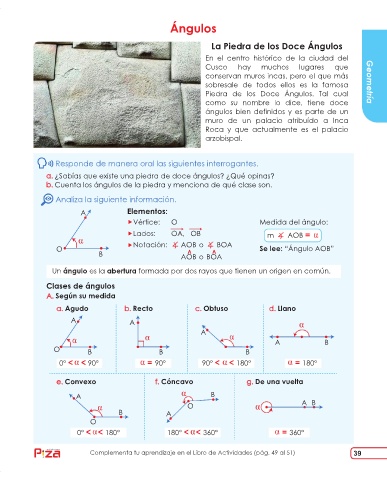 Ángulos
La Piedra de los Doce Ángulos
En el centro histórico de la ciudad del
Cusco hay muchos lugares que
conservan muros incas, pero el que más
sobresale de todos ellos es la famosa
Piedra de los Doce Ángulos. Tal cual
como su nombre lo dice, tiene doce
ángulos bien definidos y es parte de un
muro de un palacio atribuido a Inca
Roca y que actualmente es el palacio
arzobispal.
Geometría
Responde de manera oral las siguientes interrogantes.
a. ¿Sabías que existe una piedra de doce ángulos? ¿Qué opinas?
b. Cuenta los ángulos de la piedra y menciona de qué clase son.
Analiza la siguiente información.
A
α
O
B
Elementos:
Vértice: O
Lados: OA, OB
Notación: ∢ AOB o ∢ BOA
AOB o BOA
Medida del ángulo:
m ∢ AOB = α
Se lee: "Ángulo AOB"
Un ángulo es la abertura formada por dos rayos que tienen un origen en común.
Clases de ángulos
A. Según su medida
a. Agudo b. Recto c. Obtuso d. Llano
A α O B
A α B
A α B
α A B
0° < α < 90° α = 90° 90° < α < 180° α = 180°
e. Convexo f. Cóncavo g. De una vuelta
A α B O
α B O A
α A B
0° < α < 180° 180° < α < 360° α = 360°
Complementa tu aprendizaje en el Libro de Actividades (pág. 49 al 51)
39